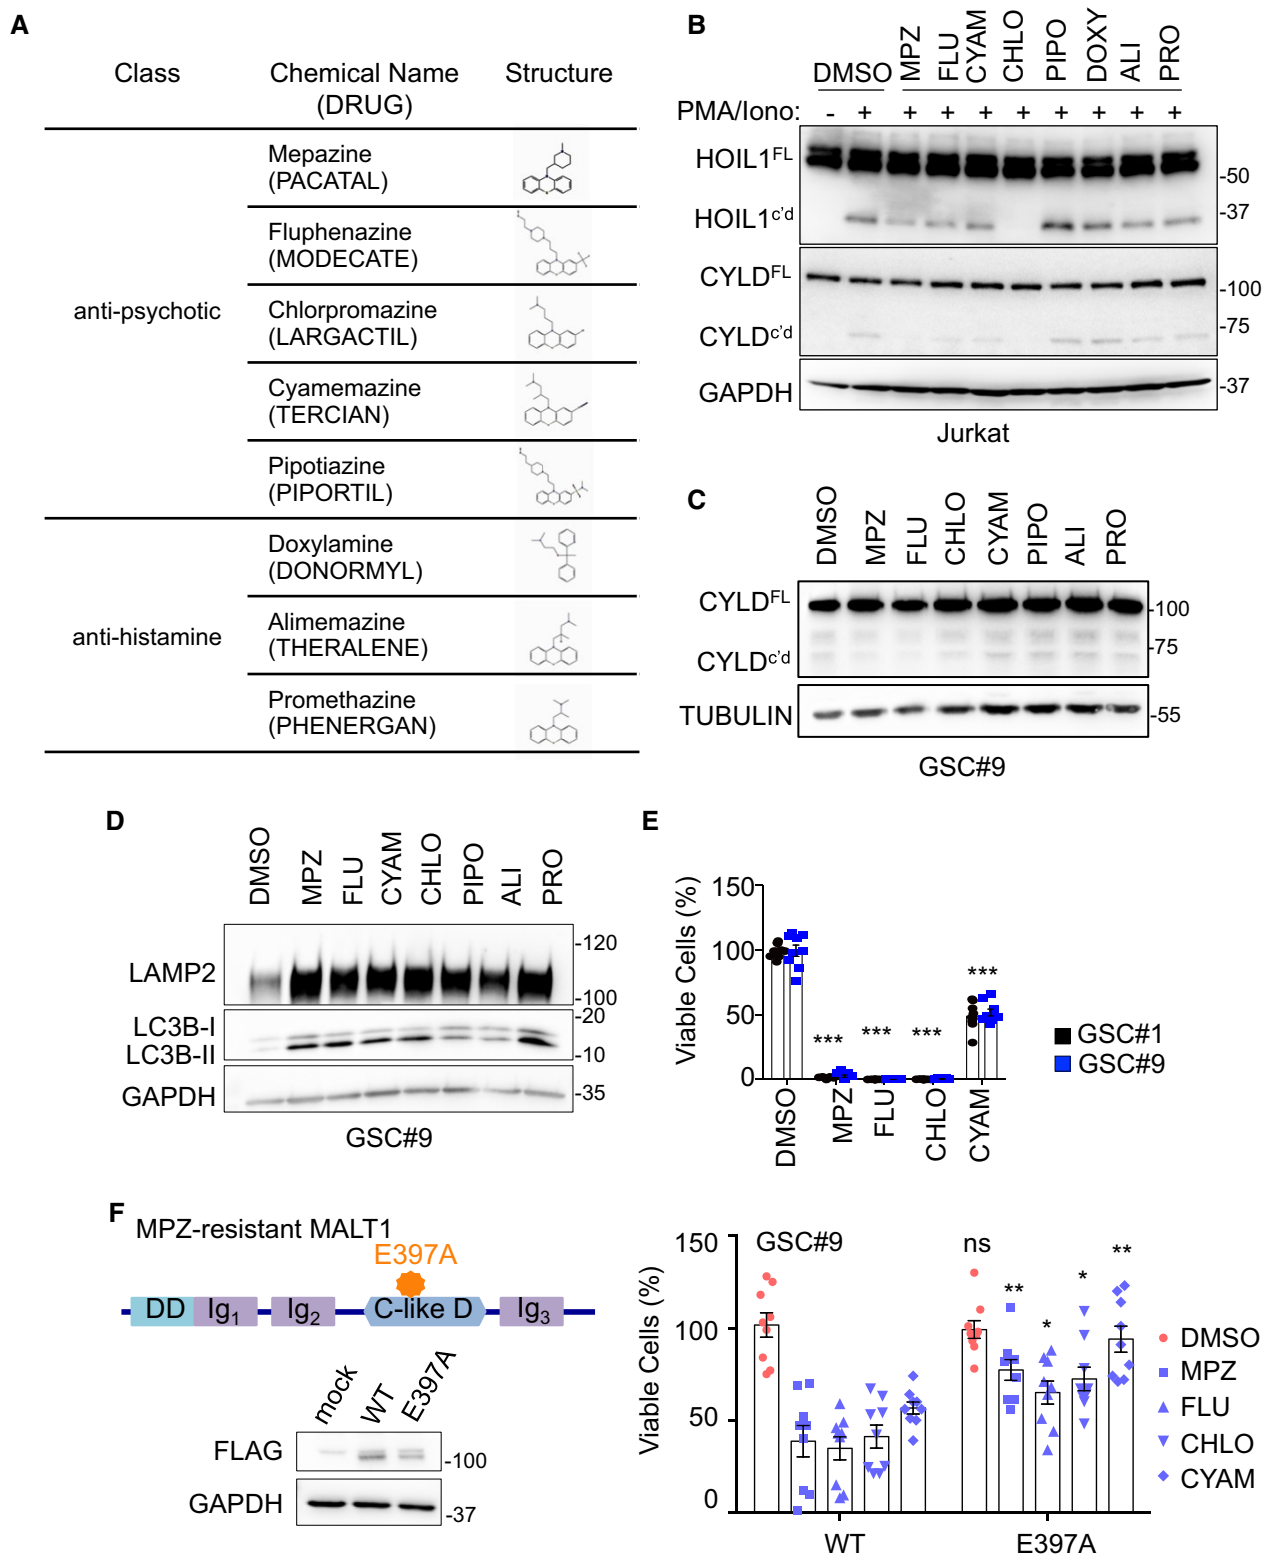 A
Class
Chemical Name
(DRUG)
Structure
anti-psychotic
Mepazine
(PACATAL)
Fluphenazine
(MODECATE)
Chlorpromazine
(LARGACTIL)
Cyamemazine
(TERCIAN)
Pipotiazine
(PIPORTIL)
anti-histamine
Doxylamine
(DONORMYL)
Alimemazine
(THERALENE)
Promethazine
(PHENERGAN)
B
DMSO MPZ FLU CYAM CHLO PIPO DOXY ALI PRO
PMA/Iono: - + + + + + + + + +
HOIL1FL
-50
HOIL1c'd
-37
CYLDFL
-100
CYLDc'd
-75
GAPDH
-37
Jurkat
C
DMSO MPZ FLU CHLO CYAM PIPO ALI PRO
CYLDFL
-100
CYLDc'd
-75
TUBULIN
-55
GSC#9
D
DMSO MPZ FLU CYAM CHLO PIPO ALI PRO
LAMP2
-120
-100
LC3B-I
-20
LC3B-II
-10
GAPDH
-35
GSC#9
E
Viable Cells (%)
150
100
50
0
*** *** *** ***
DMSO MPZ FLU CHLO CYAM
GSC#1
GSC#9
F
MPZ-resistant MALT1
E397A
DD Ig1 Ig2 C-like D Ig3
mock WT E397A
FLAG
-100
GAPDH
-37
Viable Cells (%)
150
100
50
0
GSC#9
ns ** * * **
WT E397A
DMSO
MPZ
FLU
CHLO
CYAM